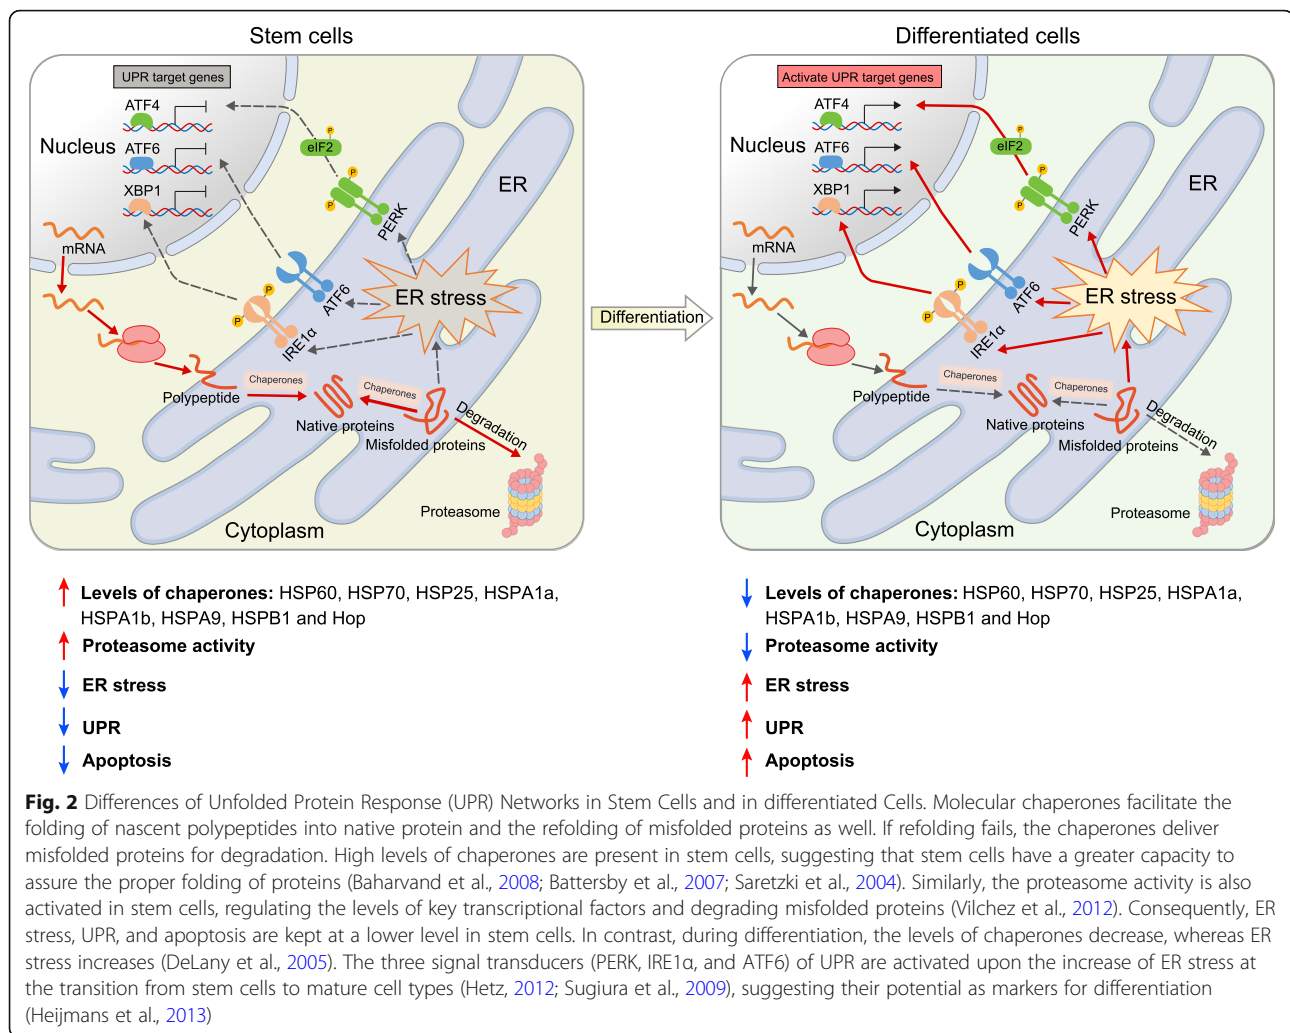 Stem cells
UPR target genes
ATF4
Nucleus
ATF6
XBP1
mRNA
P
eIF2
P
P
PERK
ER
P
P
ATF6
IRE1α
ER stress
Polypeptide
Chaperones
Native proteins
Chaperones
Misfolded proteins
Degradation
Proteasome
Cytoplasm
Differentiation
Differentiated cells
Activate UPR target genes
ATF4
Nucleus
ATF6
XBP1
mRNA
P
eIF2
P
P
PERK
ER
P
P
ATF6
IRE1α
ER stress
Polypeptide
Chaperones
Native proteins
Chaperones
Misfolded proteins
Degradation
Proteasome
Cytoplasm
Levels of chaperones: HSP60, HSP70, HSP25, HSPA1a,
HSPA1b, HSPA9, HSPB1 and Hop
Proteasome activity
ER stress
UPR
Apoptosis
Levels of chaperones: HSP60, HSP70, HSP25, HSPA1a,
HSPA1b, HSPA9, HSPB1 and Hop
Proteasome activity
ER stress
UPR
Apoptosis
Fig. 2 Differences of Unfolded Protein Response (UPR) Networks in Stem Cells and in differentiated Cells. Molecular chaperones facilitate the
folding of nascent polypeptides into native protein and the refolding of misfolded proteins as well. If refolding fails, the chaperones deliver
misfolded proteins for degradation. High levels of chaperones are present in stem cells, suggesting that stem cells have a greater capacity to
assure the proper folding of proteins (Baharvand et al., 2008; Battersby et al., 2007; Saretzki et al., 2004). Similarly, the proteasome activity is also
activated in stem cells, regulating the levels of key transcriptional factors and degrading misfolded proteins (Vilchez et al., 2012). Consequently, ER
stress, UPR, and apoptosis are kept at a lower level in stem cells. In contrast, during differentiation, the levels of chaperones decrease, whereas ER
stress increases (DeLany et al., 2005). The three signal transducers (PERK, IRE1α, and ATF6) of UPR are activated upon the increase of ER stress at
the transition from stem cells to mature cell types (Hetz, 2012; Sugiura et al., 2009), suggesting their potential as markers for differentiation
(Heijmans et al., 2013)